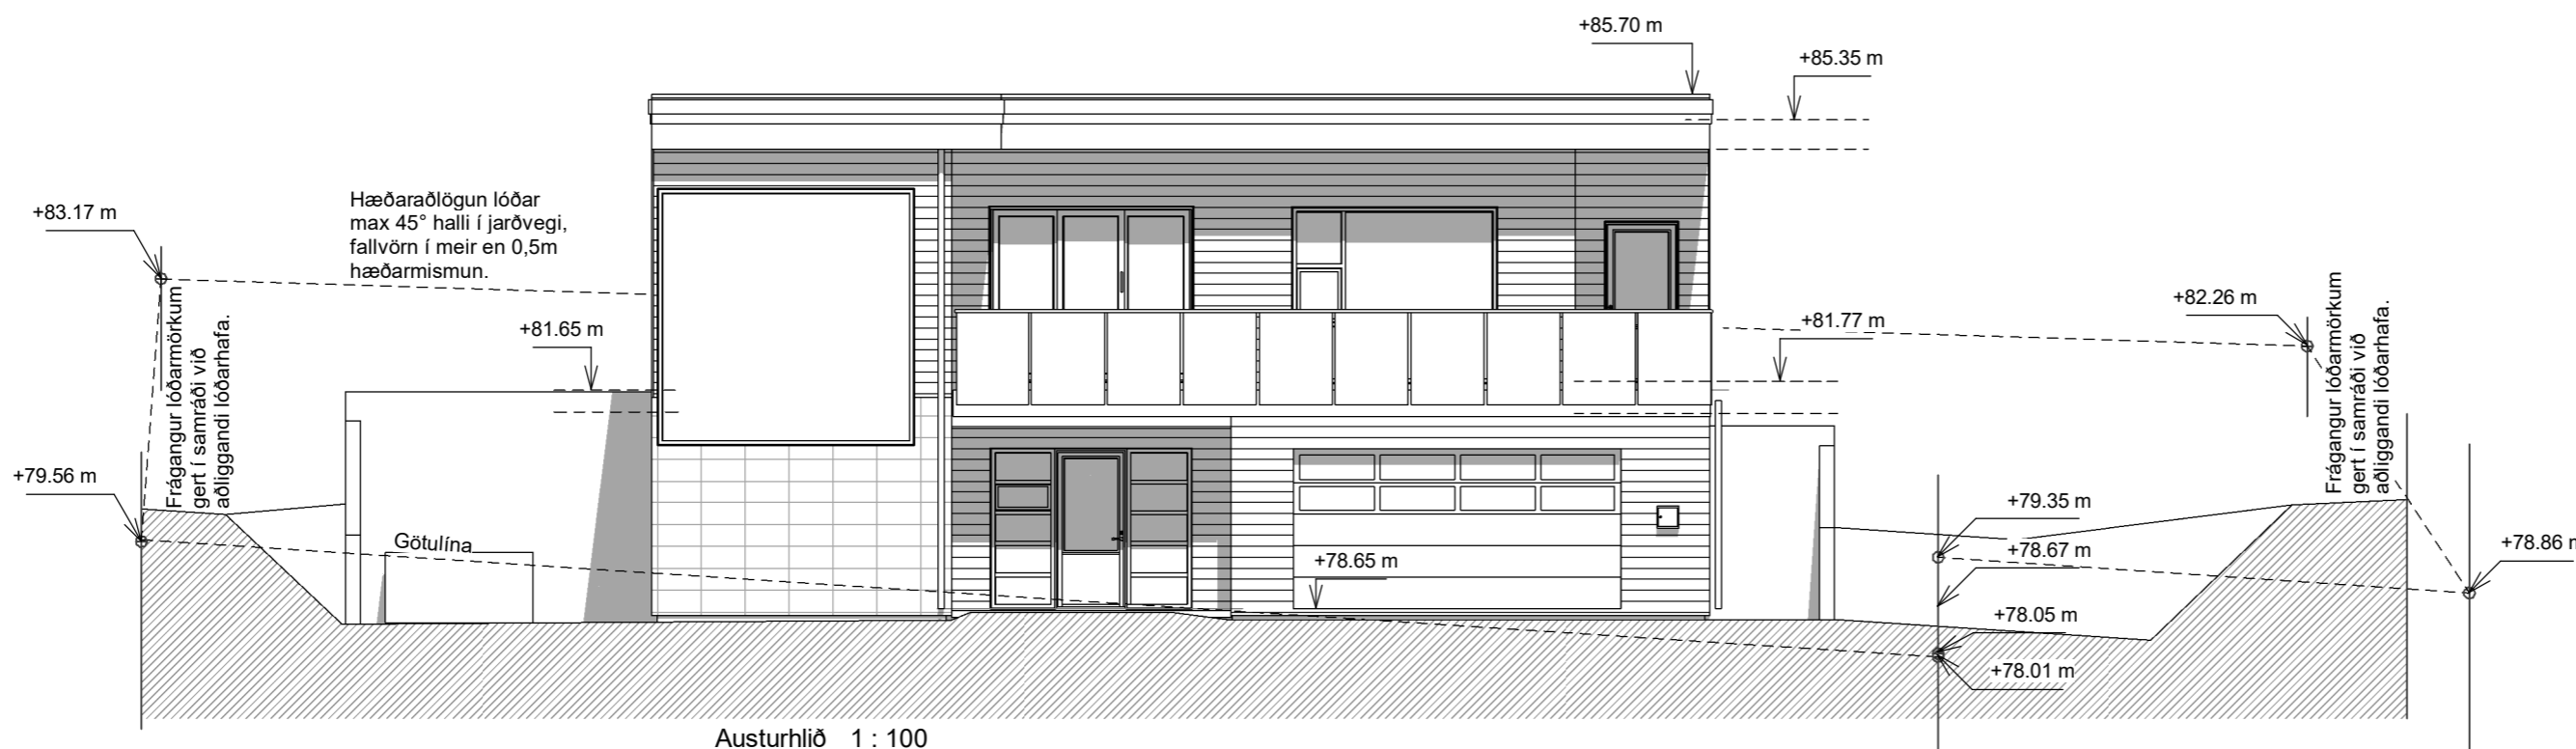 +85.70 m
+85.35 m
+83.17 m
Hæðaraðlögun lóðar
max 45° halli í jarðvegi,
fallvörn í meir en 0,5m
hæðarmismun.
+81.65 m
+81.77 m
+82.26 m
Frágangur lóðarmörkum
gert í samráði við
aðliggandi lóðarhafa.
Frágangur lóðarmörkum
gert í samráði við
aðliggandi lóðarhafa.
+79.56 m
Götulína
+78.65 m
+79.35 m
+78.67 m
+78.86 m
+78.05 m
+78.01 m
Austurhlið 1 : 100